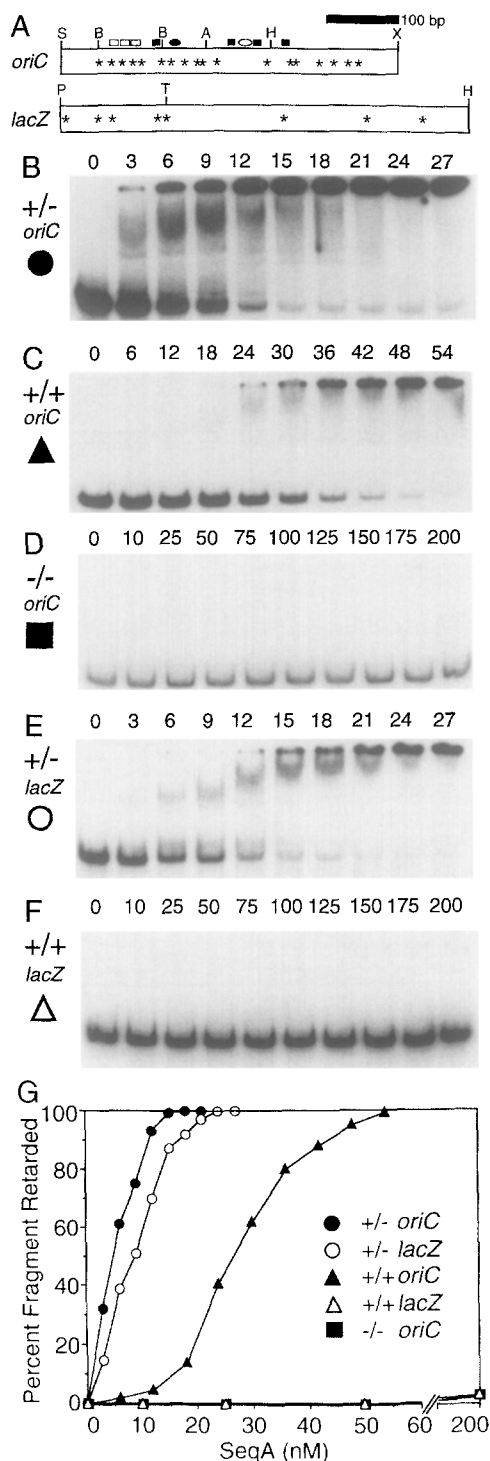 A
100 bp
S B B A H X
oriC
* * * * * * * * * * * * * * * * * *
P T H
lacZ
* * * * * * * *
B
0 3 6 9 12 15 18 21 24 27
+/-
oriC
C
0 6 12 18 24 30 36 42 48 54
+/+
oriC
D
0 10 25 50 75 100 125 150 175 200
-/-
oriC
E
0 3 6 9 12 15 18 21 24 27
+/-
lacZ
F
0 10 25 50 75 100 125 150 175 200
+/+
lacZ
G
Percent Fragment Retarded
100
80
60
40
20
0
+/- oriC
+/- lacZ
+/+ oriC
+/+ lacZ
-/- oriC
0 10 20 30 40 50 60 200
SeqA (nM)